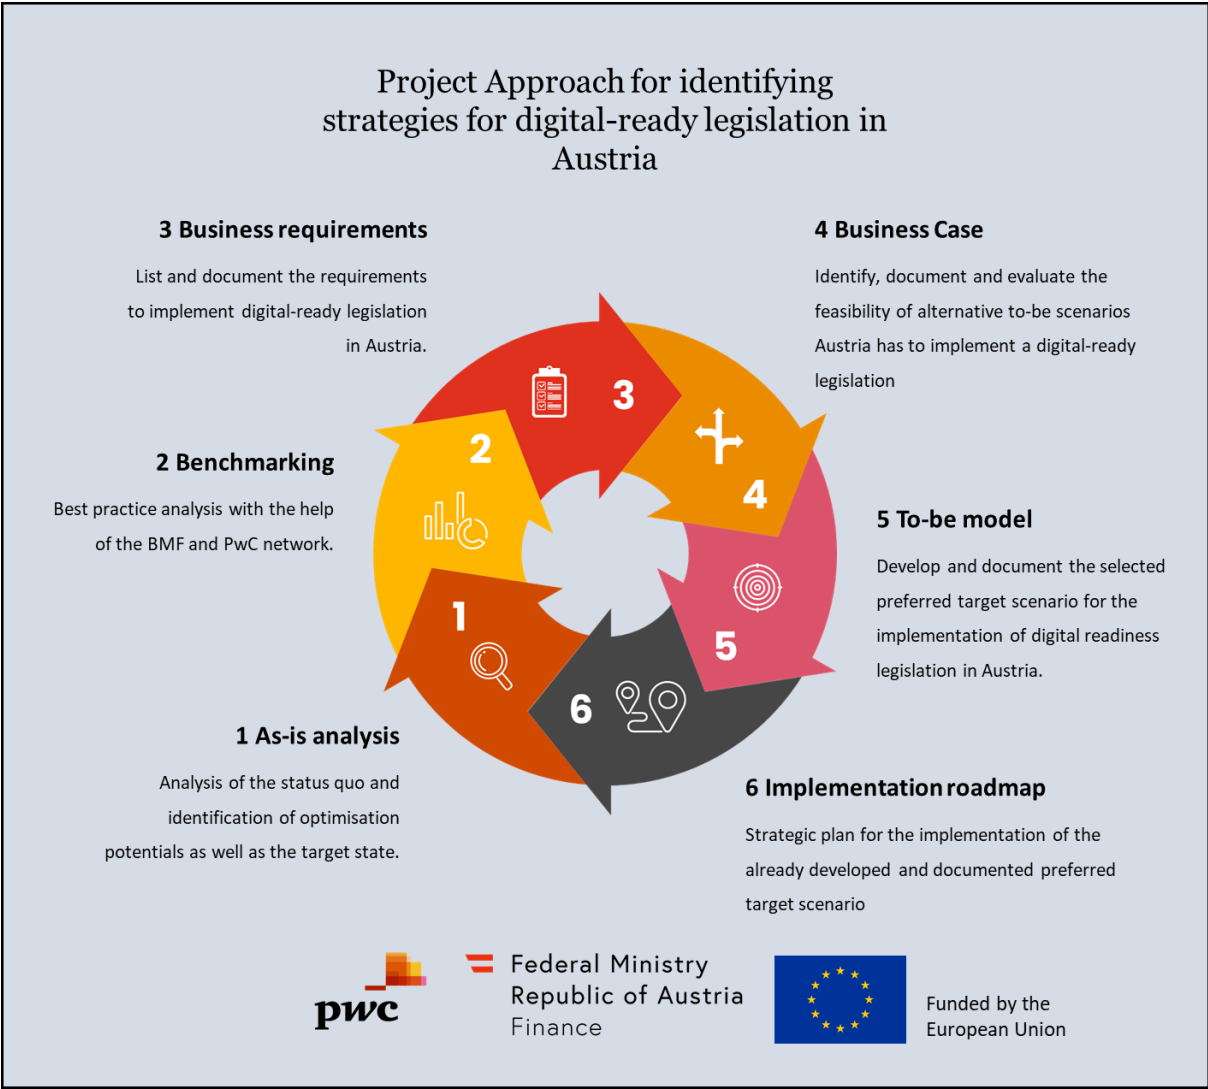 Project Approach for identifying
strategies for digital-ready legislation in
Austria
3 Business requirements
List and document the requirements
to implement digital-ready legislation
in Austria.
4 Business Case
Identify, document and evaluate the
feasibility of alternative to-be scenarios
Austria has to implement a digital-ready
legislation
2 Benchmarking
Best practice analysis with the help
of the BMF and PwC network.
5 To-be model
Develop and document the selected
preferred target scenario for the
implementation of digital readiness
legislation in Austria.
1 As-is analysis
Analysis of the status quo and
identification of optimisation
potentials as well as the target state.
6 Implementation roadmap
Strategic plan for the implementation of the
already developed and documented preferred
target scenario
3
2
4
1
5
6
pwc
Federal Ministry
Republic of Austria
Finance
Funded by the
European Union